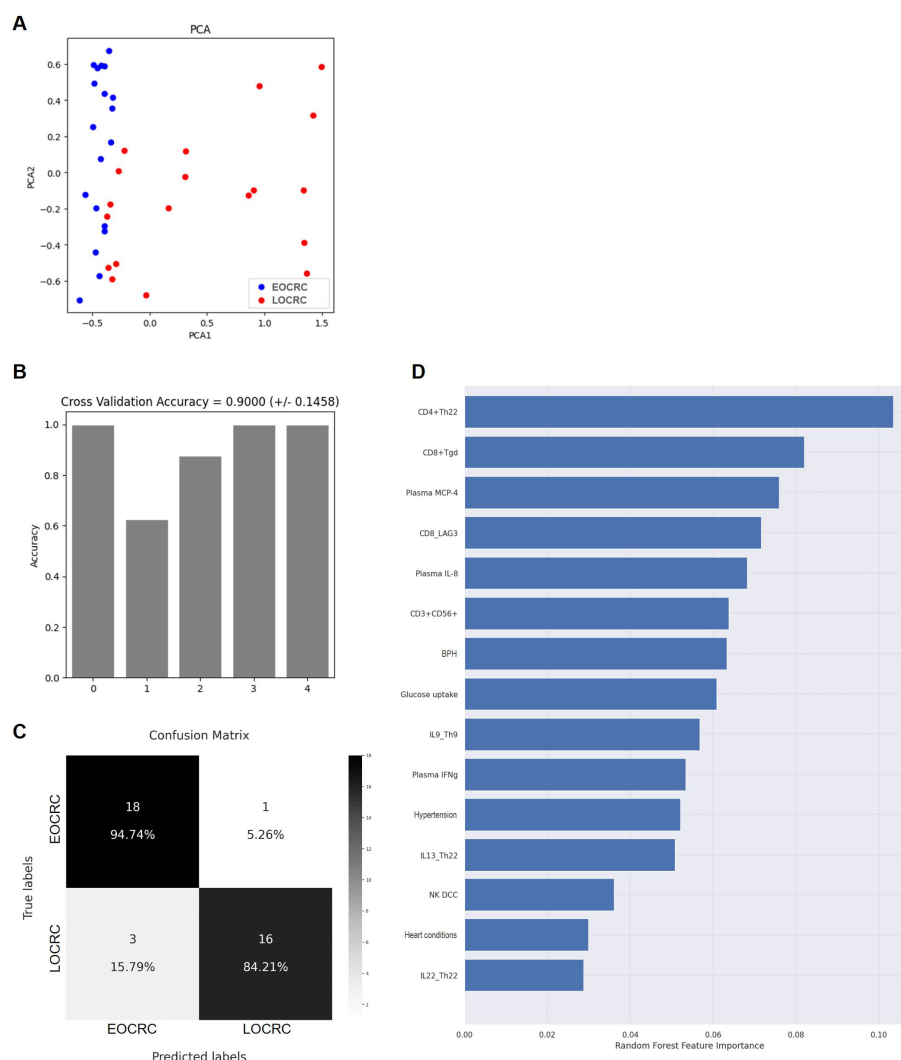 A
PCA
0.6
0.4
0.2
0.0
−0.2
−0.4
−0.6
PCA2
EOCRC
LOCRC
−0.5 0.0 0.5 1.0 1.5
PCA1
B
Cross Validation Accuracy = 0.9000 (+/- 0.1458)
1.0
0.8
0.6
0.4
0.2
0.0
Accuracy
0 1 2 3 4
C
Confusion Matrix
True labels
EOCRC
18 1
94.74% 5.26%
LOCRC
3 16
15.79% 84.21%
EOCRC LOCRC
Predicted labels
18
16
14
12
10
8
6
4
2
D
CD4+Th22
CD8+Tgd
Plasma MCP-4
CD8_LAG3
Plasma IL-8
CD3+CD56+
BPH
Glucose uptake
IL9_Th9
Plasma IFNg
Hypertension
IL13_Th22
NK DCC
Heart conditions
IL22_Th22
0.00 0.02 0.04 0.06 0.08 0.10
Random Forest Feature Importance